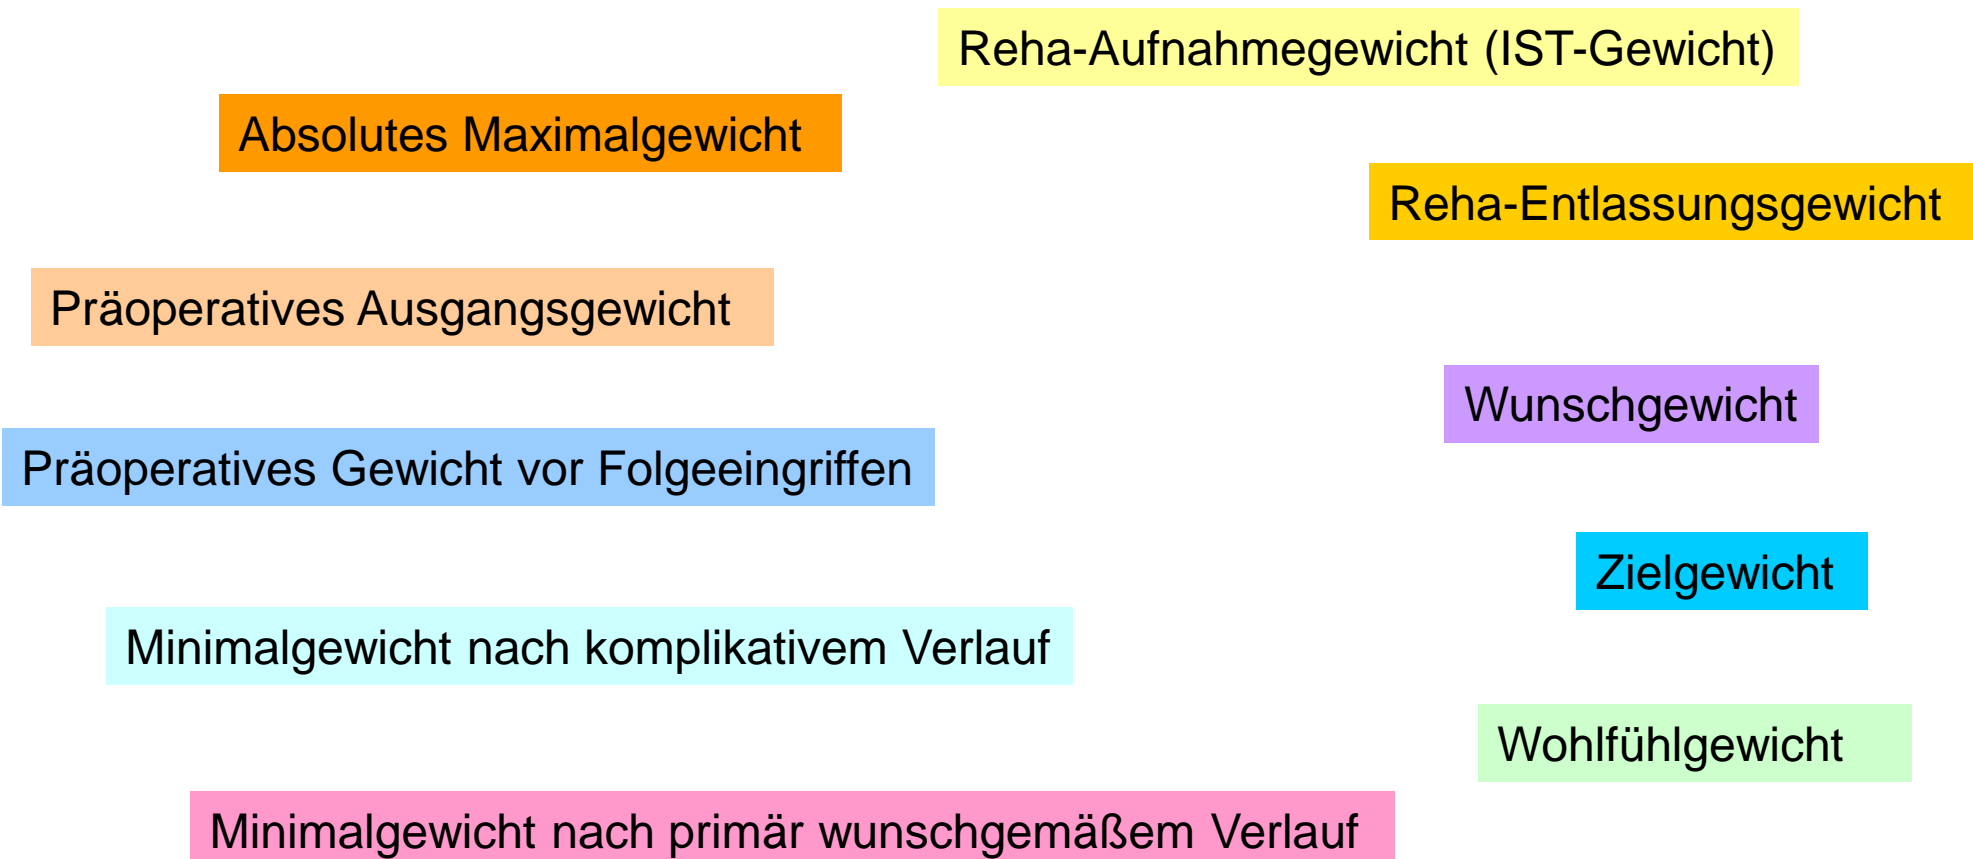 Reha-Aufnahmegewicht (IST-Gewicht)
Absolutes Maximalgewicht
Reha-Entlassungsgewicht
Präoperatives Ausgangsgewicht
Wunschgewicht
Präoperatives Gewicht vor Folgeeingriffen
Zielgewicht
Minimalgewicht nach komplikativem Verlauf
Wohlfühlgewicht
Minimalgewicht nach primär wunschgemäßem Verlauf